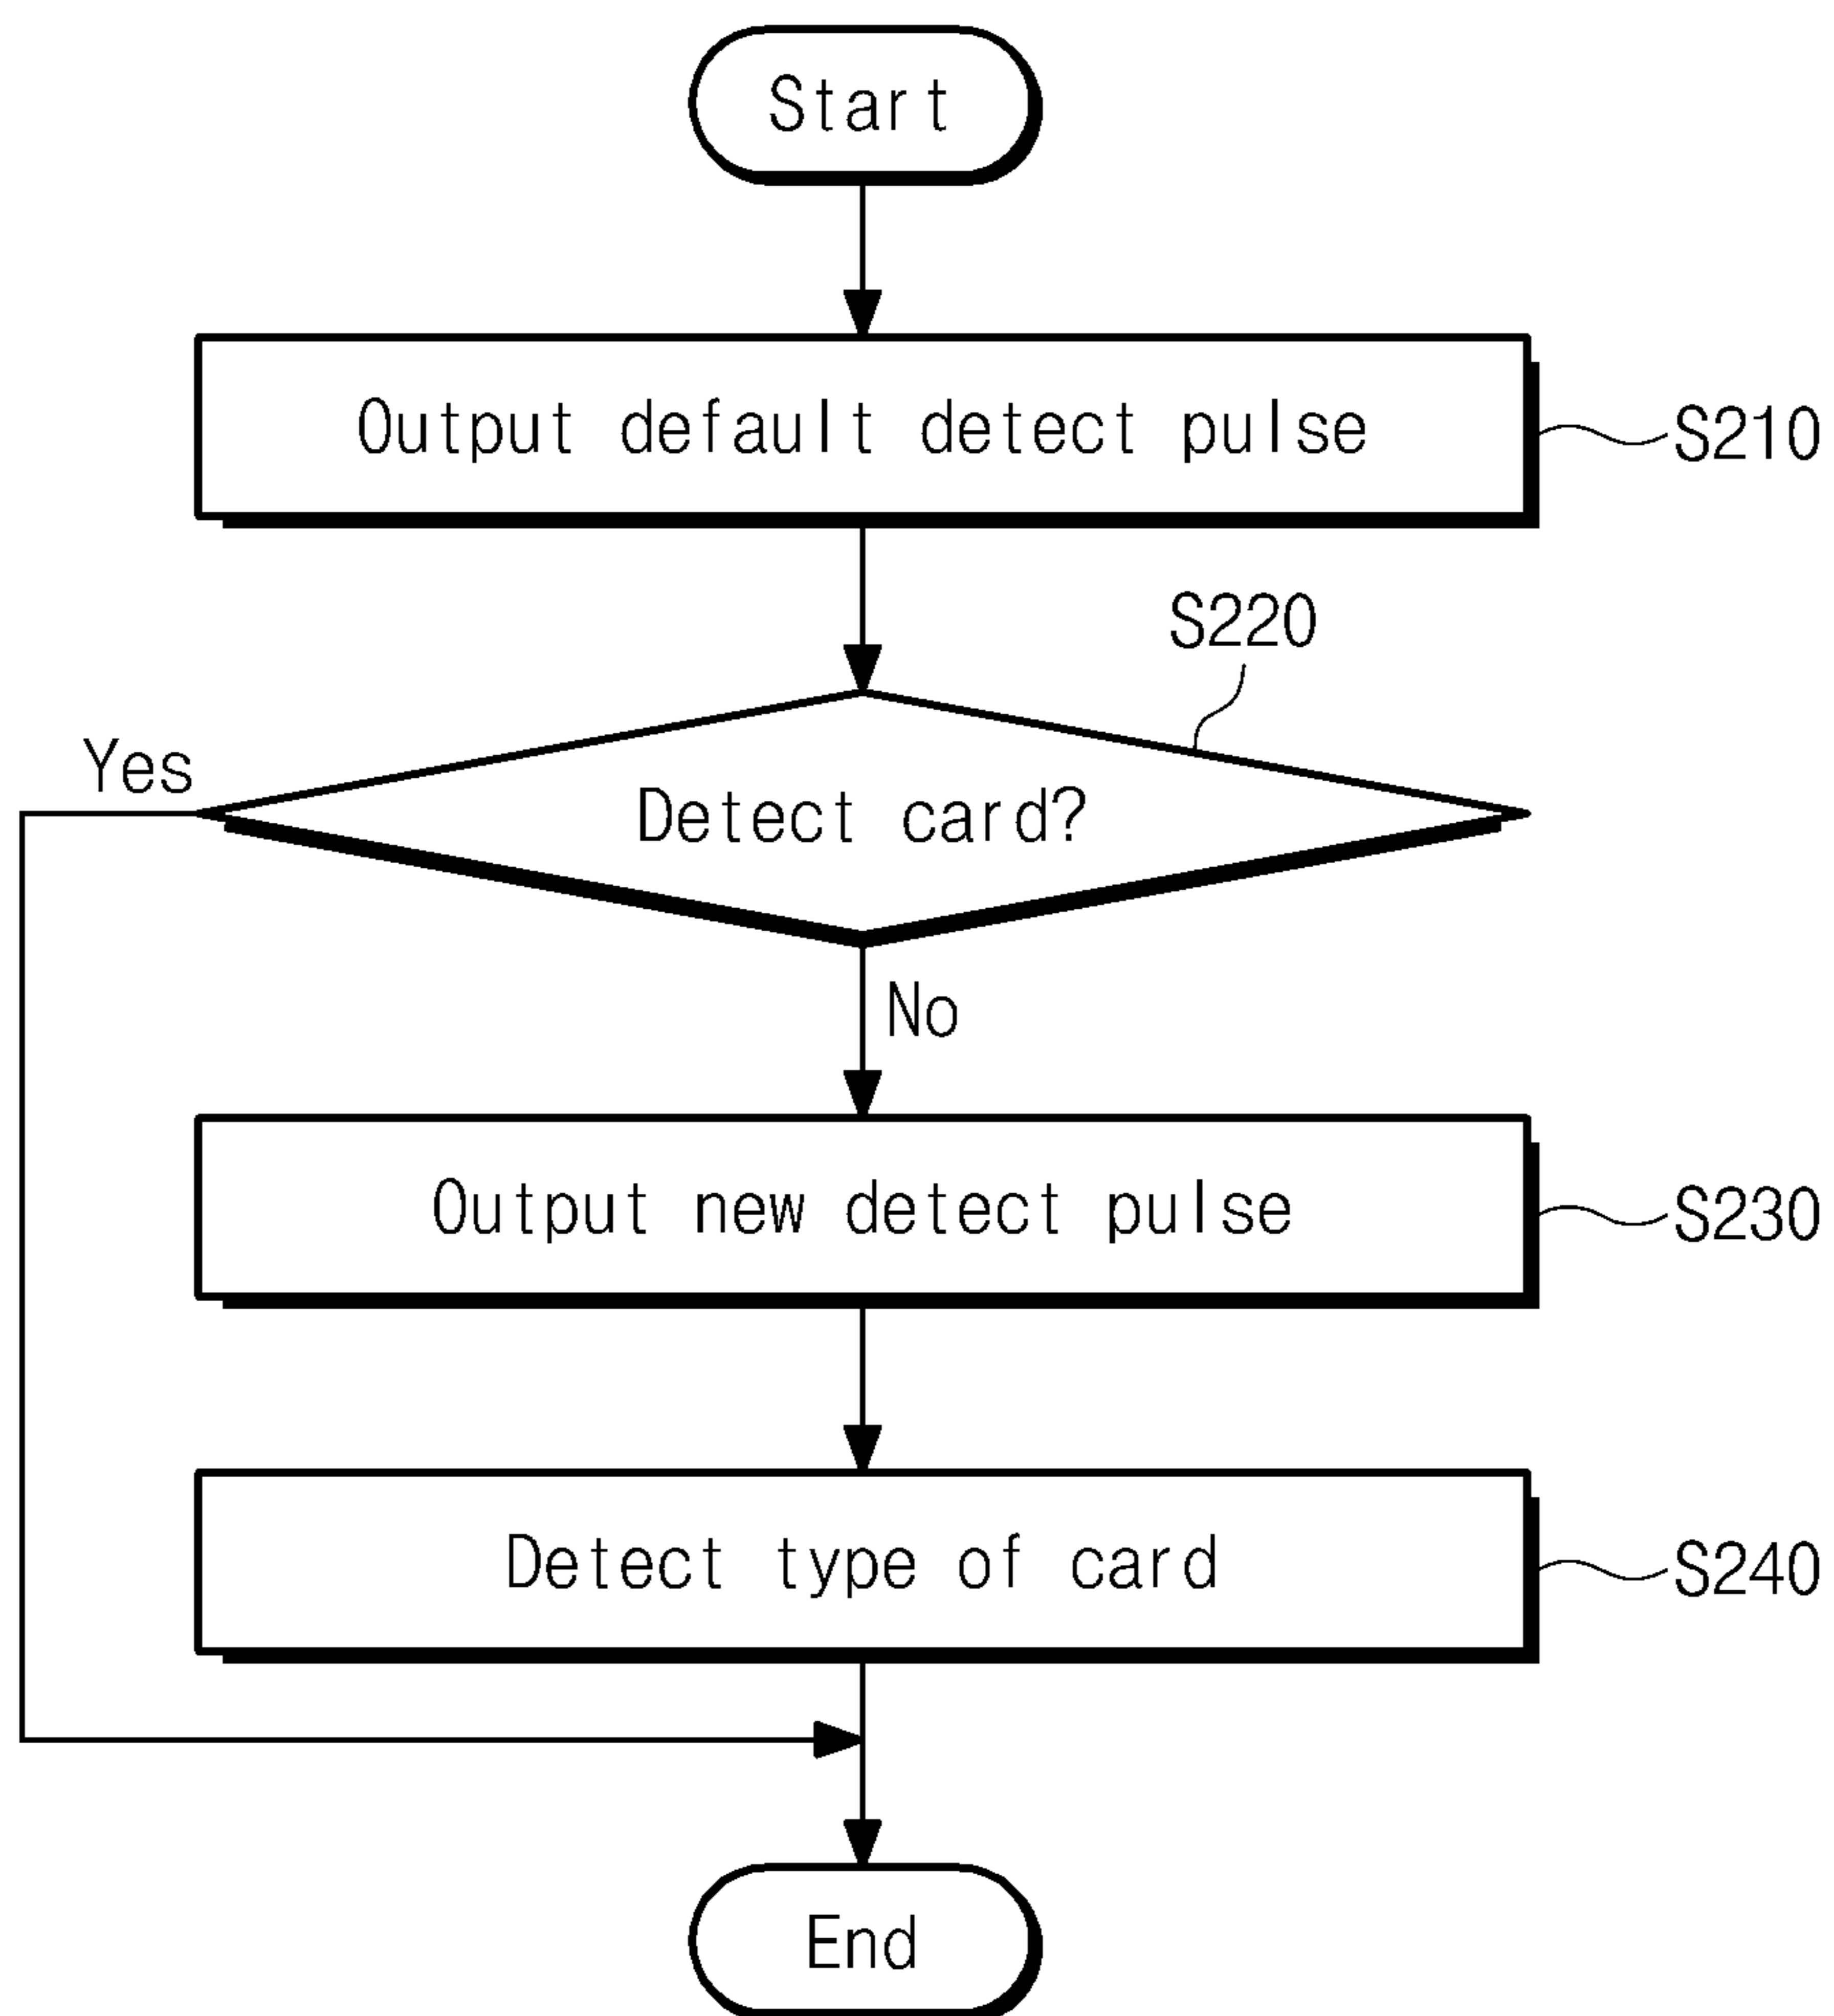 Start
Output default detect pulse
S210
S220
Yes
Detect card?
No
Output new detect pulse
S230
Detect type of card
S240
End